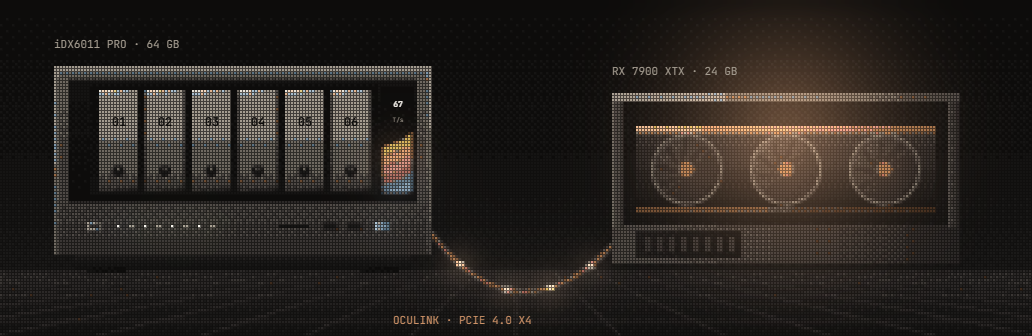 iDX6011 PRO · 64 GB
RX 7900 XTX · 24 GB
01 02 03 04 05 06
67
T/s
OCULINK · PCIE 4.0 X4